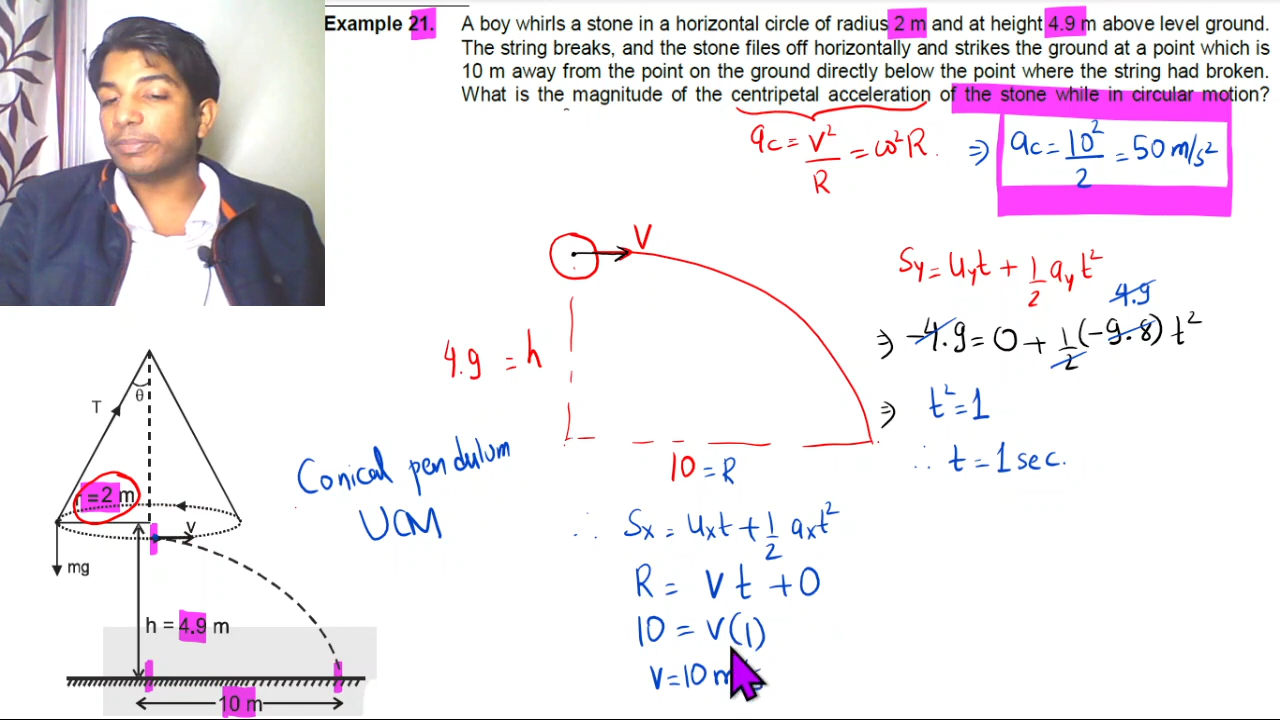 Example 21. A boy whirls a stone in a horizontal circle of radius 2 m and at height 4.9 m above level ground.
The string breaks, and the stone files off horizontally and strikes the ground at a point which is
10 m away from the point on the ground directly below the point where the string had broken.
What is the magnitude of the centripetal acceleration of the stone while in circular motion?
ac = v²/R = ω²R. ⇒ ac = 10²/2 = 50 m/s²
V
Sy = uyt + 1/2 ayt²
4.9
⇒ -4.9 = 0 + 1/2 (-9.8) t²
4.9 = h
⇒ t² = 1
∴ t = 1 sec.
10 = R
Conical pendulum
UCM
∴ Sx = uxt + 1/2 axt²
R = vt + 0
10 = v(1)
v = 10 m
θ
T
= 2 m
v
mg
h = 4.9 m
10 m